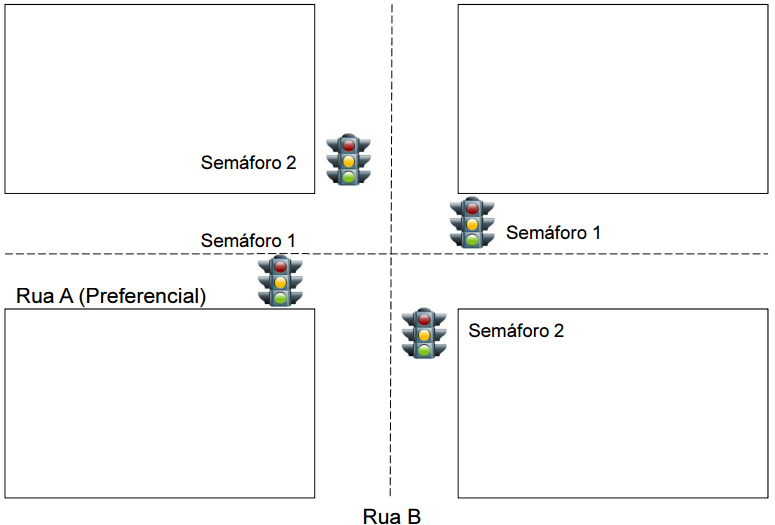 Semáforo 2
Semáforo 1
Semáforo 1
Rua A (Preferencial)
Semáforo 2
Rua B